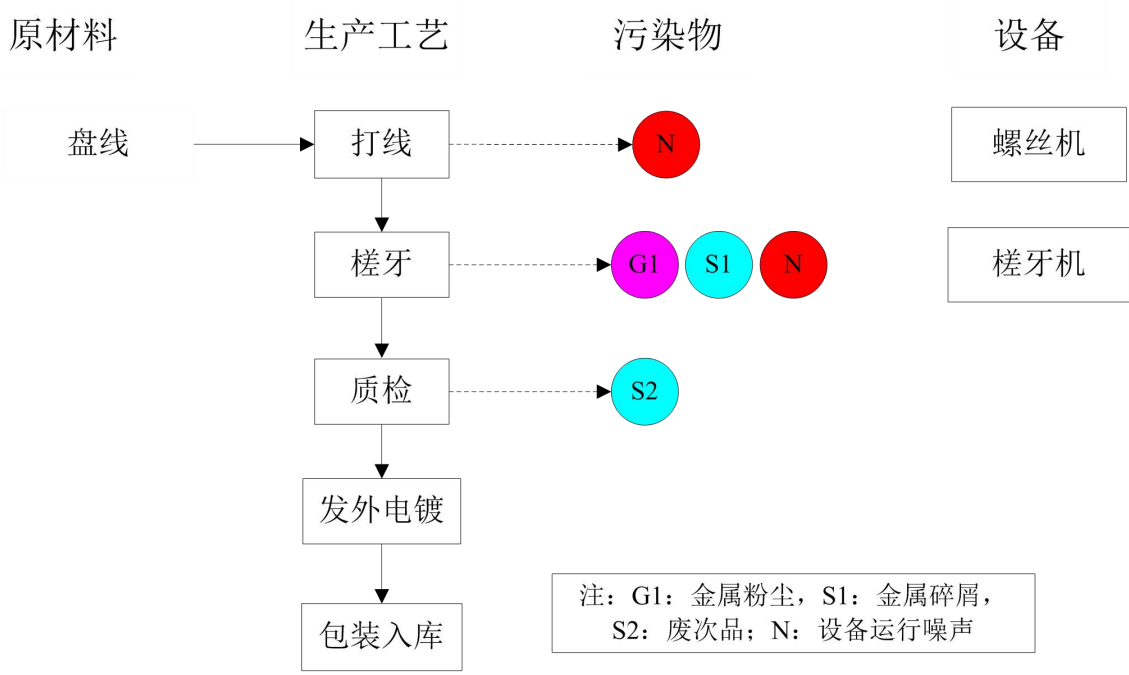 原材料 生产工艺 污染物 设备
盘线 打线 N 螺丝机
槎牙 G1 S1 N 槎牙机
质检 S2
发外电镀
包装入库
注：G1：金属粉尘，S1：金属碎屑，
S2：废次品；N：设备运行噪声